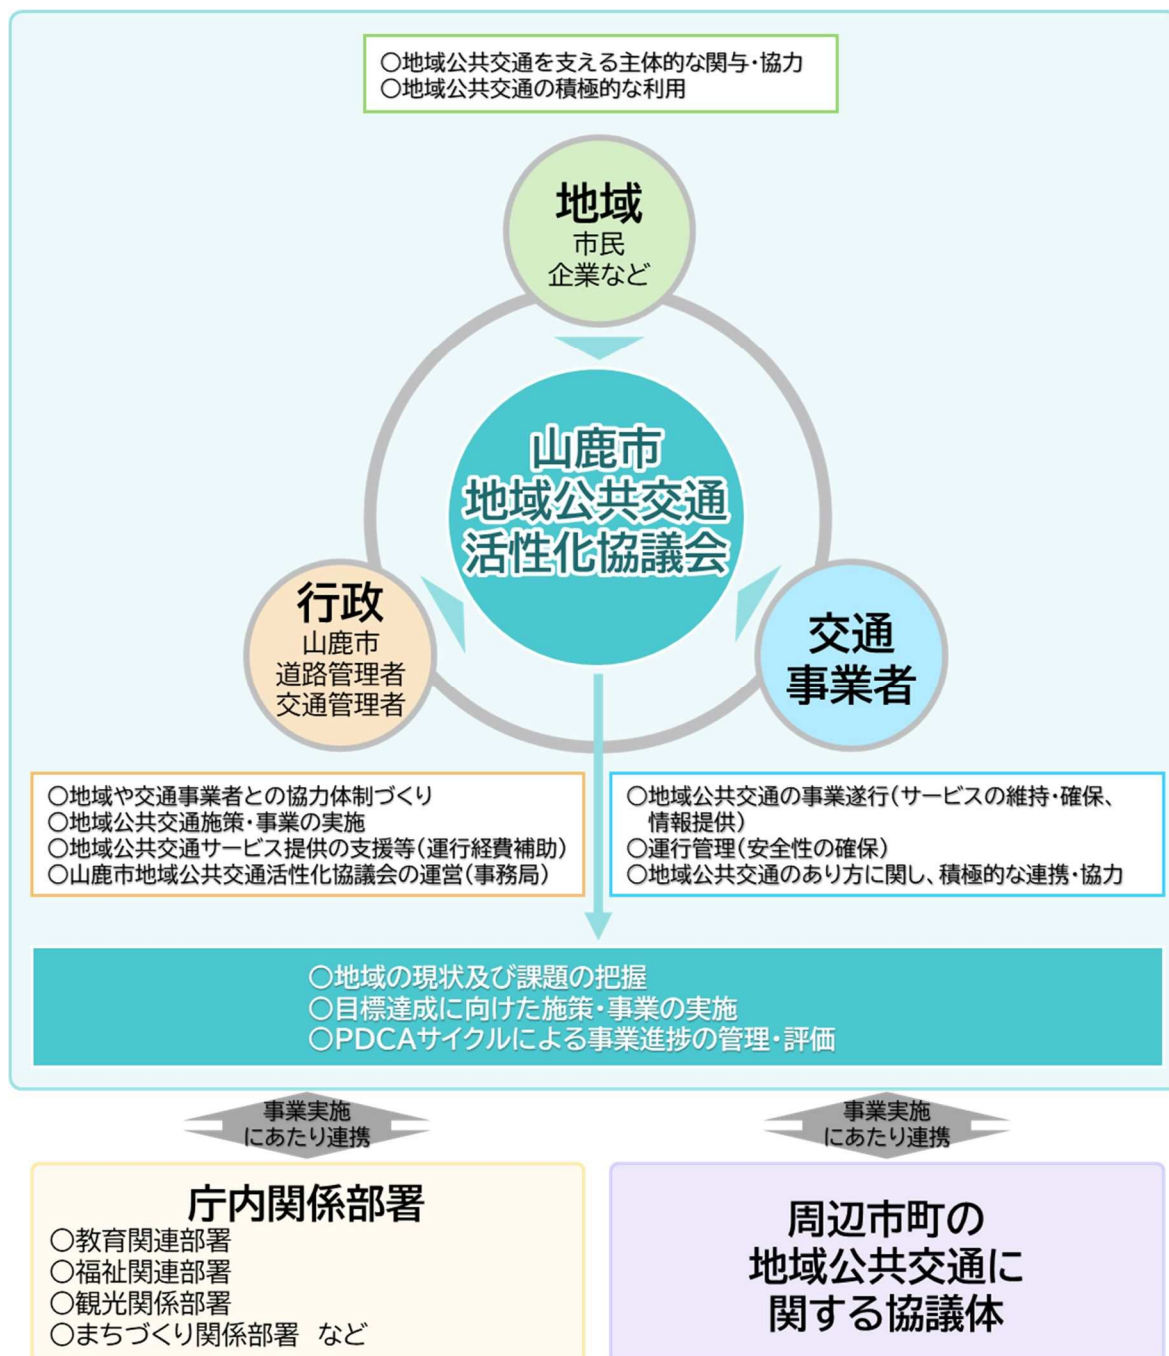 ○地域公共交通を支える主体的な関与・協力
○地域公共交通の積極的な利用
地域
市民
企業など
山鹿市
地域公共交通
活性化協議会
行政
山鹿市
道路管理者
交通管理者
交通
事業者
○地域や交通事業者との協力体制づくり
○地域公共交通施策・事業の実施
○地域公共交通サービス提供の支援等(運行経費補助)
○山鹿市地域公共交通活性化協議会の運営(事務局)
○地域公共交通の事業遂行(サービスの維持・確保、
情報提供)
○運行管理(安全性の確保)
○地域公共交通のあり方に関し、積極的な連携・協力
○地域の現状及び課題の把握
○目標達成に向けた施策・事業の実施
○PDCAサイクルによる事業進捗の管理・評価
事業実施
にあたり連携
事業実施
にあたり連携
庁内関係部署
○教育関連部署
○福祉関連部署
○観光関係部署
○まちづくり関係部署 など
周辺市町の
地域公共交通に
関する協議体